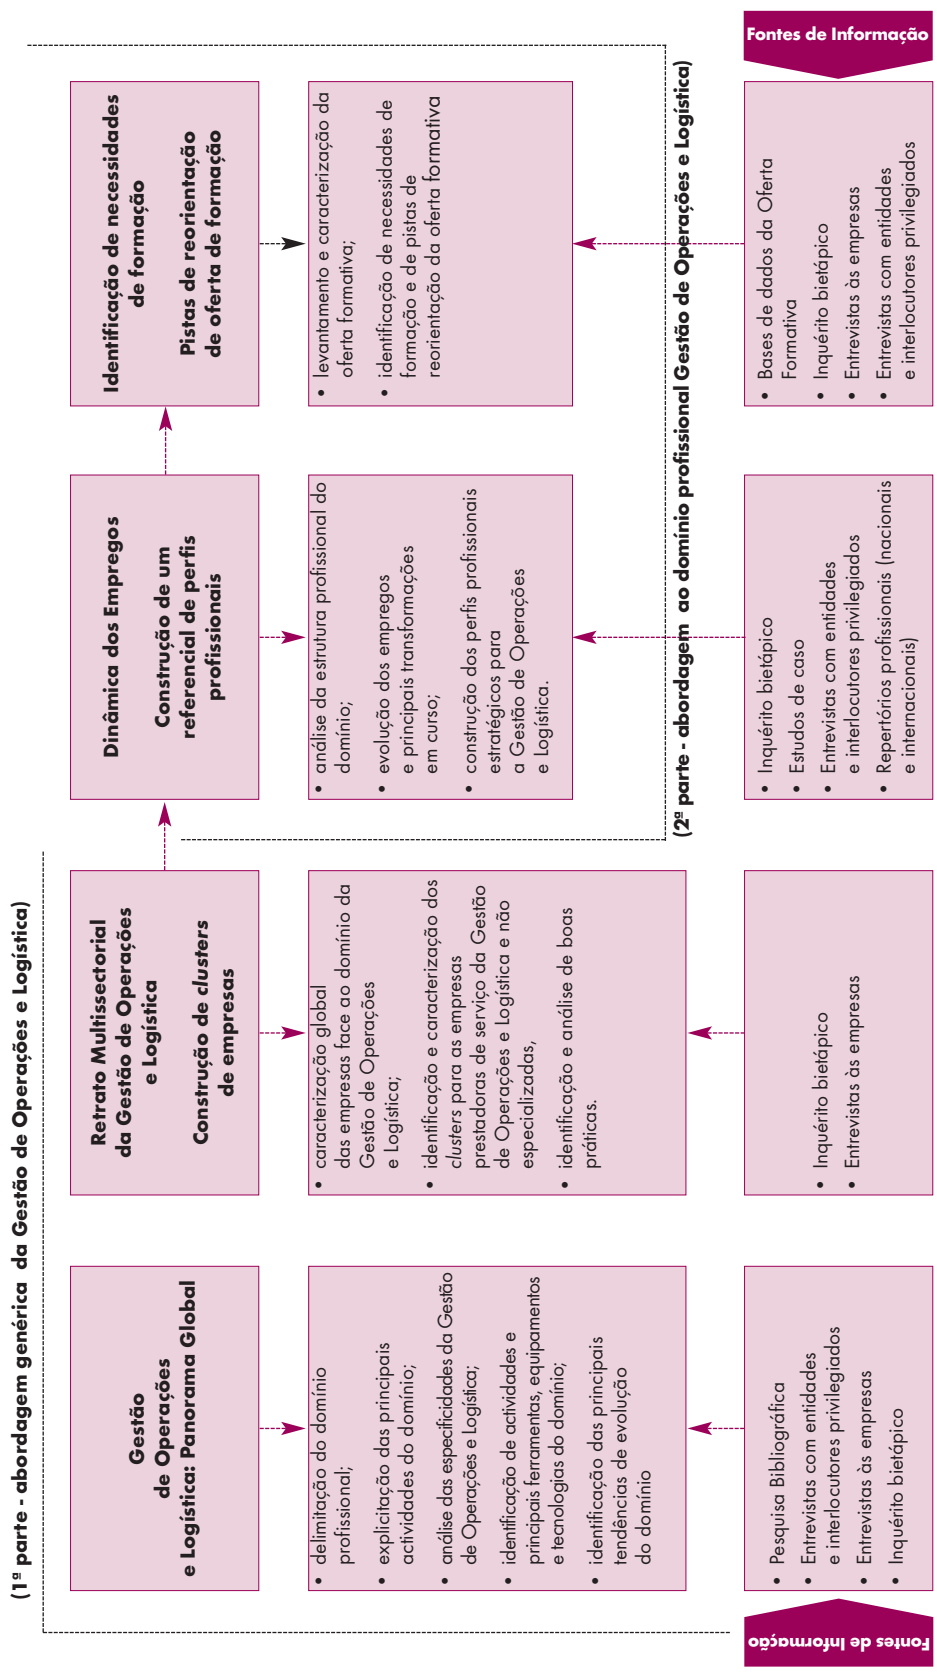 (1ª parte - abordagem genérica da Gestão de Operações e Logística)
Gestão
de Operações
e Logística: Panorama Global
• delimitação do domínio
profissional;
• explicitação das principais
actividades do domínio;
• análise das especificidades da Gestão
de Operações e Logística;
• identificação de actividades e
principais ferramentas, equipamentos
e tecnologias do domínio;
• identificação das principais
tendências de evolução
do domínio
• Pesquisa Bibliográfica
• Entrevistas com entidades
e interlocutores privilegiados
• Entrevistas às empresas
• Inquérito bietápico
Fontes de Informação
Retrato Multissectorial
da Gestão de Operações
e Logística
Construção de clusters
de empresas
• caracterização global
das empresas face ao domínio da
Gestão de Operações
e Logística;
• identificação e caracterização dos
clusters para as empresas
prestadoras de serviço da Gestão
de Operações e Logística e não
especializadas,
• identificação e análise de boas
práticas.
• Inquérito bietápico
• Entrevistas às empresas
Dinâmica dos Empregos
Construção de um
referencial de perfis
profissionais
• análise da estrutura profissional do
domínio;
• evolução dos empregos
e principais transformações
em curso;
• construção dos perfis profissionais
estratégicos para
a Gestão de Operações
e Logística.
(2ª parte - abordagem ao domínio profissional Gestão de Operações e Logística)
• Inquérito bietápico
• Estudos de caso
• Entrevistas com entidades
e interlocutores privilegiados
• Repertórios profissionais (nacionais
e internacionais)
Identificação de necessidades
de formação
Pistas de reorientação
de oferta de formação
• levantamento e caracterização da
oferta formativa;
• identificação de necessidades de
formação e de pistas de
reorientação da oferta formativa
• Bases de dados da Oferta
Formativa
• Inquérito bietápico
• Entrevistas às empresas
• Entrevistas com entidades
e interlocutores privilegiados
Fontes de Informação